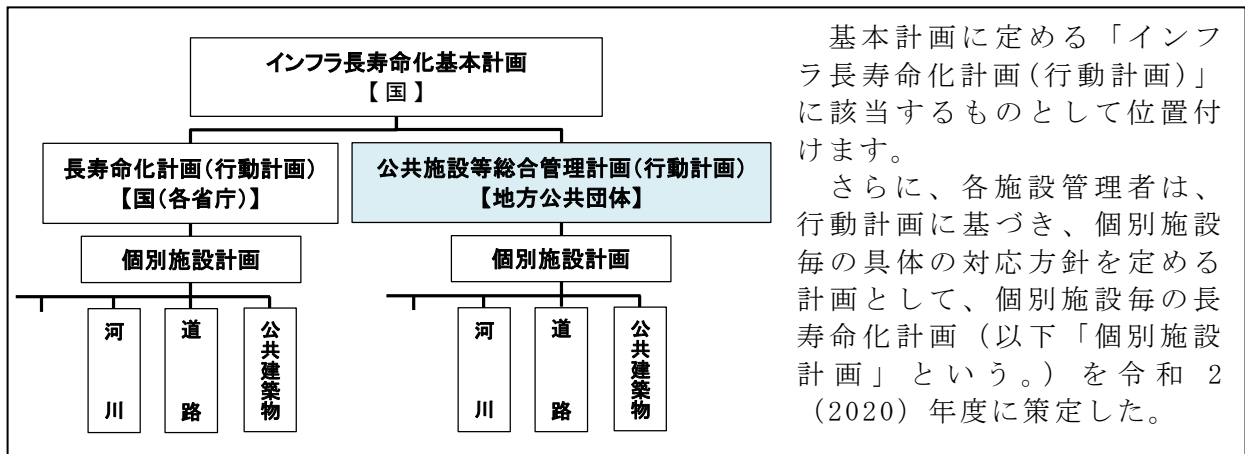 インフラ長寿命化基本計画
【国】
長寿命化計画(行動計画)
【国(各省庁)】
公共施設等総合管理計画(行動計画)
【地方公共団体】
個別施設計画
個別施設計画
河川
道路
公共建築物
河川
道路
公共建築物
基本計画に定める「インフ
ラ長寿命化計画(行動計画)」
に該当するものとして位置付
けます。
さらに、各施設管理者は、
行動計画に基づき、個別施設
毎の具体の対応方針を定める
計画として、個別施設毎の長
寿命化計画（以下「個別施設
計画」という。）を令和 2
（2020）年度に策定した。